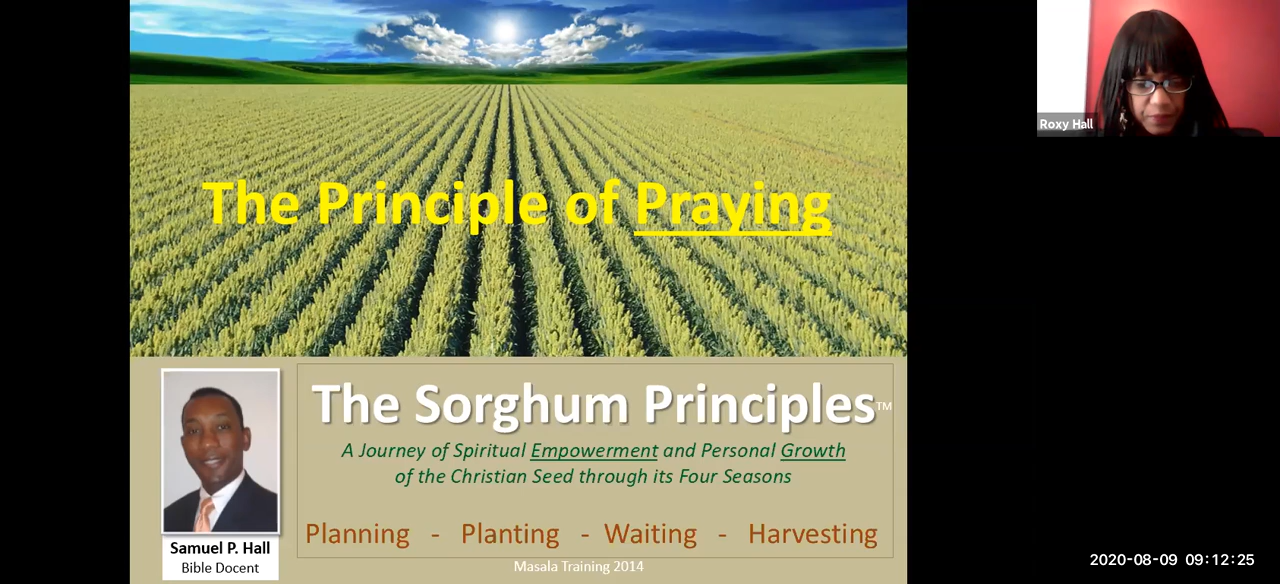 The Principle of Praying
Roxy Hall
The Sorghum Principles™
A Journey of Spiritual Empowerment and Personal Growth
of the Christian Seed through its Four Seasons
Planning - Planting - Waiting - Harvesting
Samuel P. Hall
Bible Docent
Masala Training 2014
2020-08-09 09:12:25